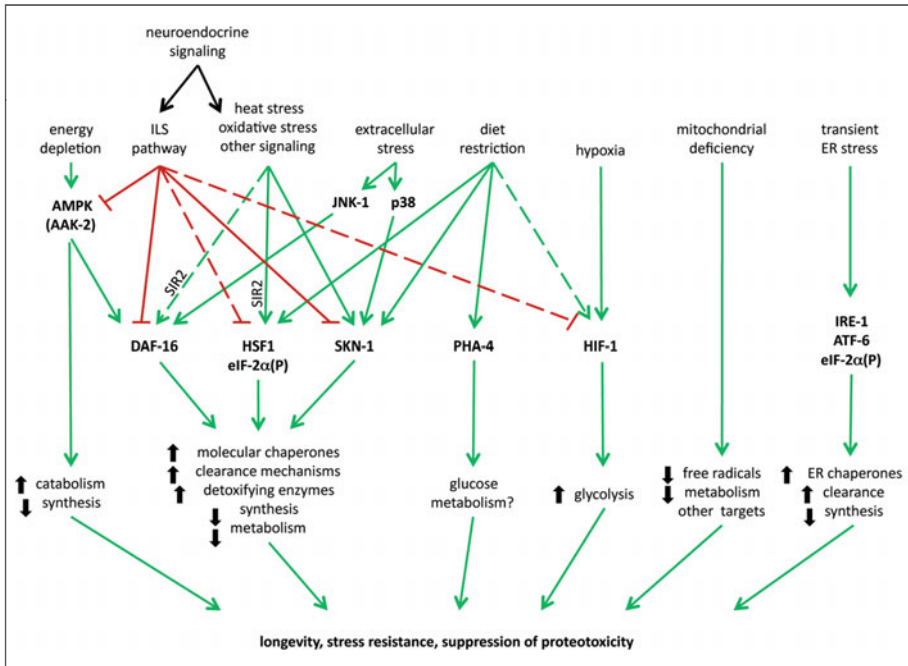 neuroendocrine
signaling
energy
depletion
ILS
pathway
heat stress
oxidative stress
other signaling
extracellular
stress
diet
restriction
hypoxia
mitochondrial
deficiency
transient
ER stress
AMPK
(AAK-2)
JNK-1
p38
SIR2
SIR2
DAF-16
HSF1
eIF-2α(P)
SKN-1
PHA-4
HIF-1
IRE-1
ATF-6
eIF-2α(P)
catabolism
synthesis
molecular chaperones
clearance mechanisms
detoxifying enzymes
synthesis
metabolism
glucose
metabolism?
glycolysis
free radicals
metabolism
other targets
ER chaperones
clearance
synthesis
longevity, stress resistance, suppression of proteotoxicity